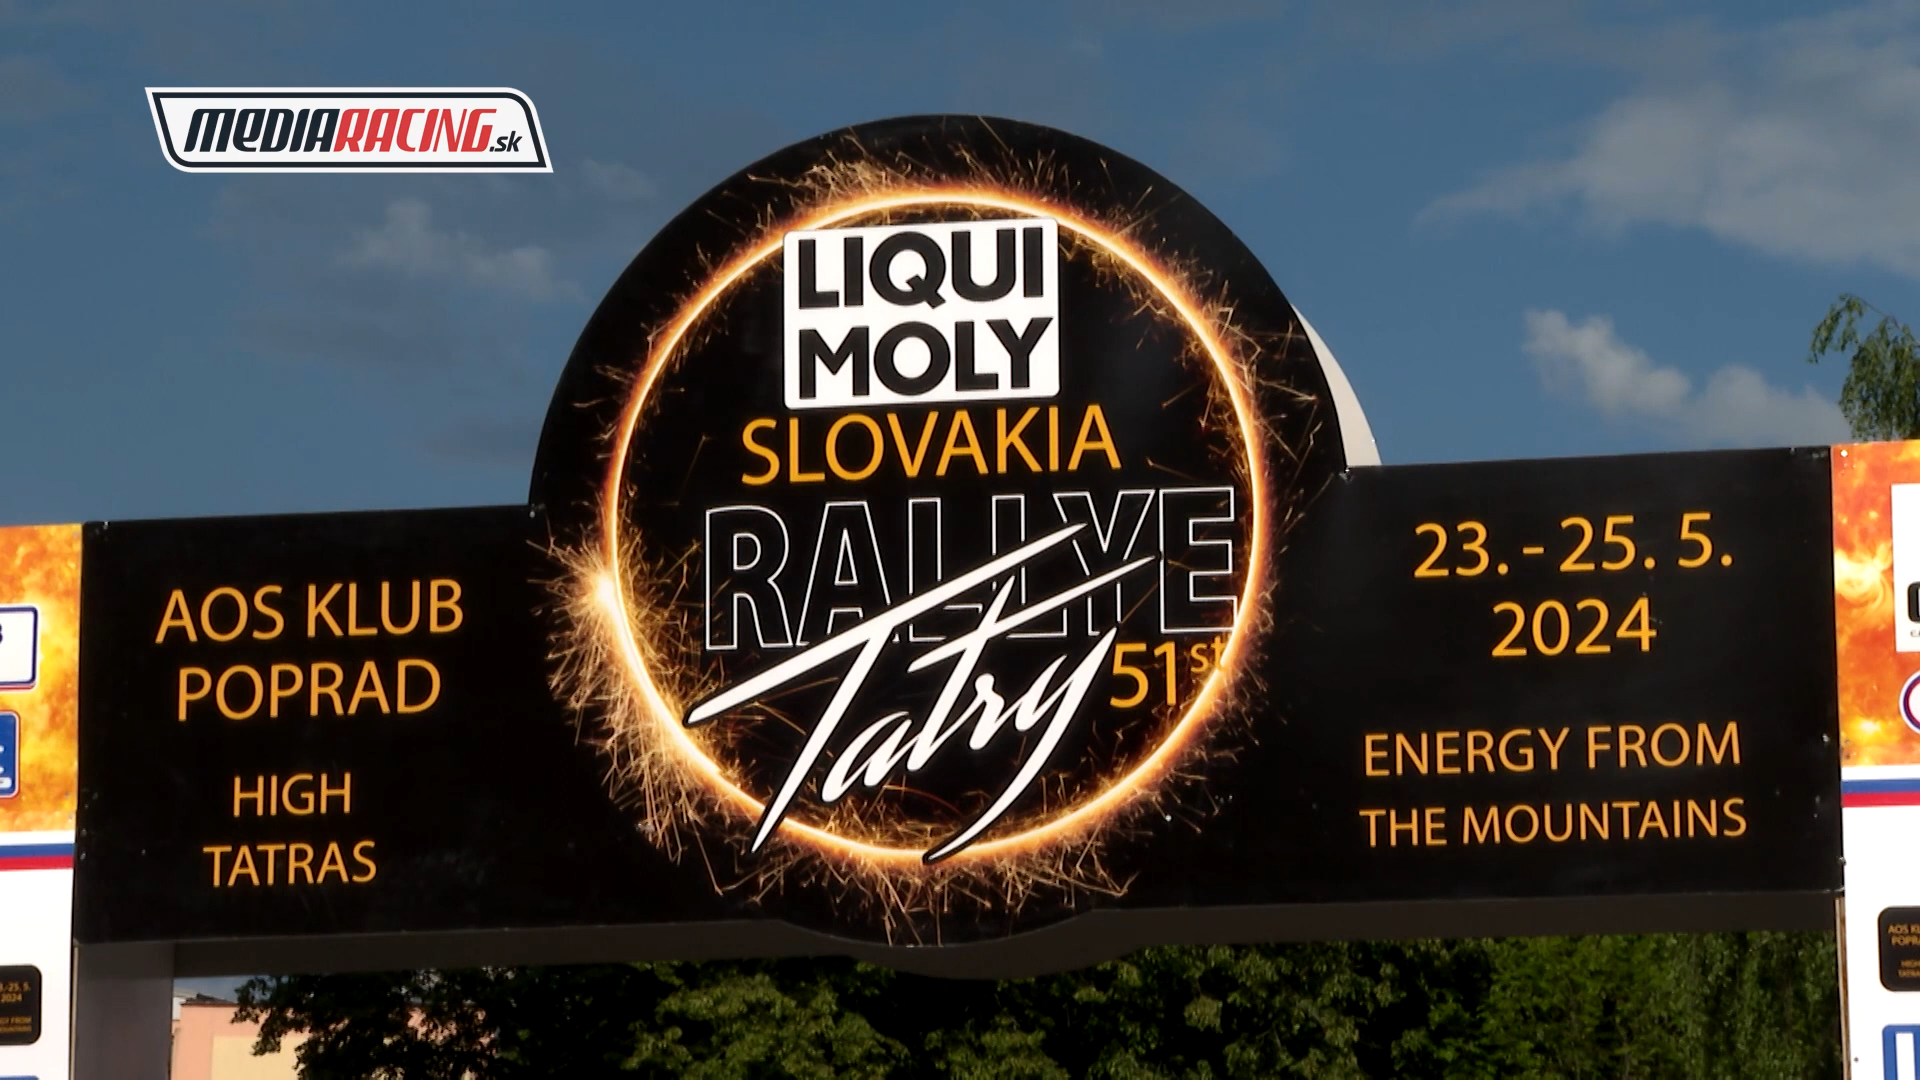 MEDIARACING.sk
LIQUI
MOLY
SLOVAKIA
RALLYE
Tatry 51st
AOS KLUB
POPRAD
HIGH
TATRAS
23. - 25. 5.
2024
ENERGY FROM
THE MOUNTAINS